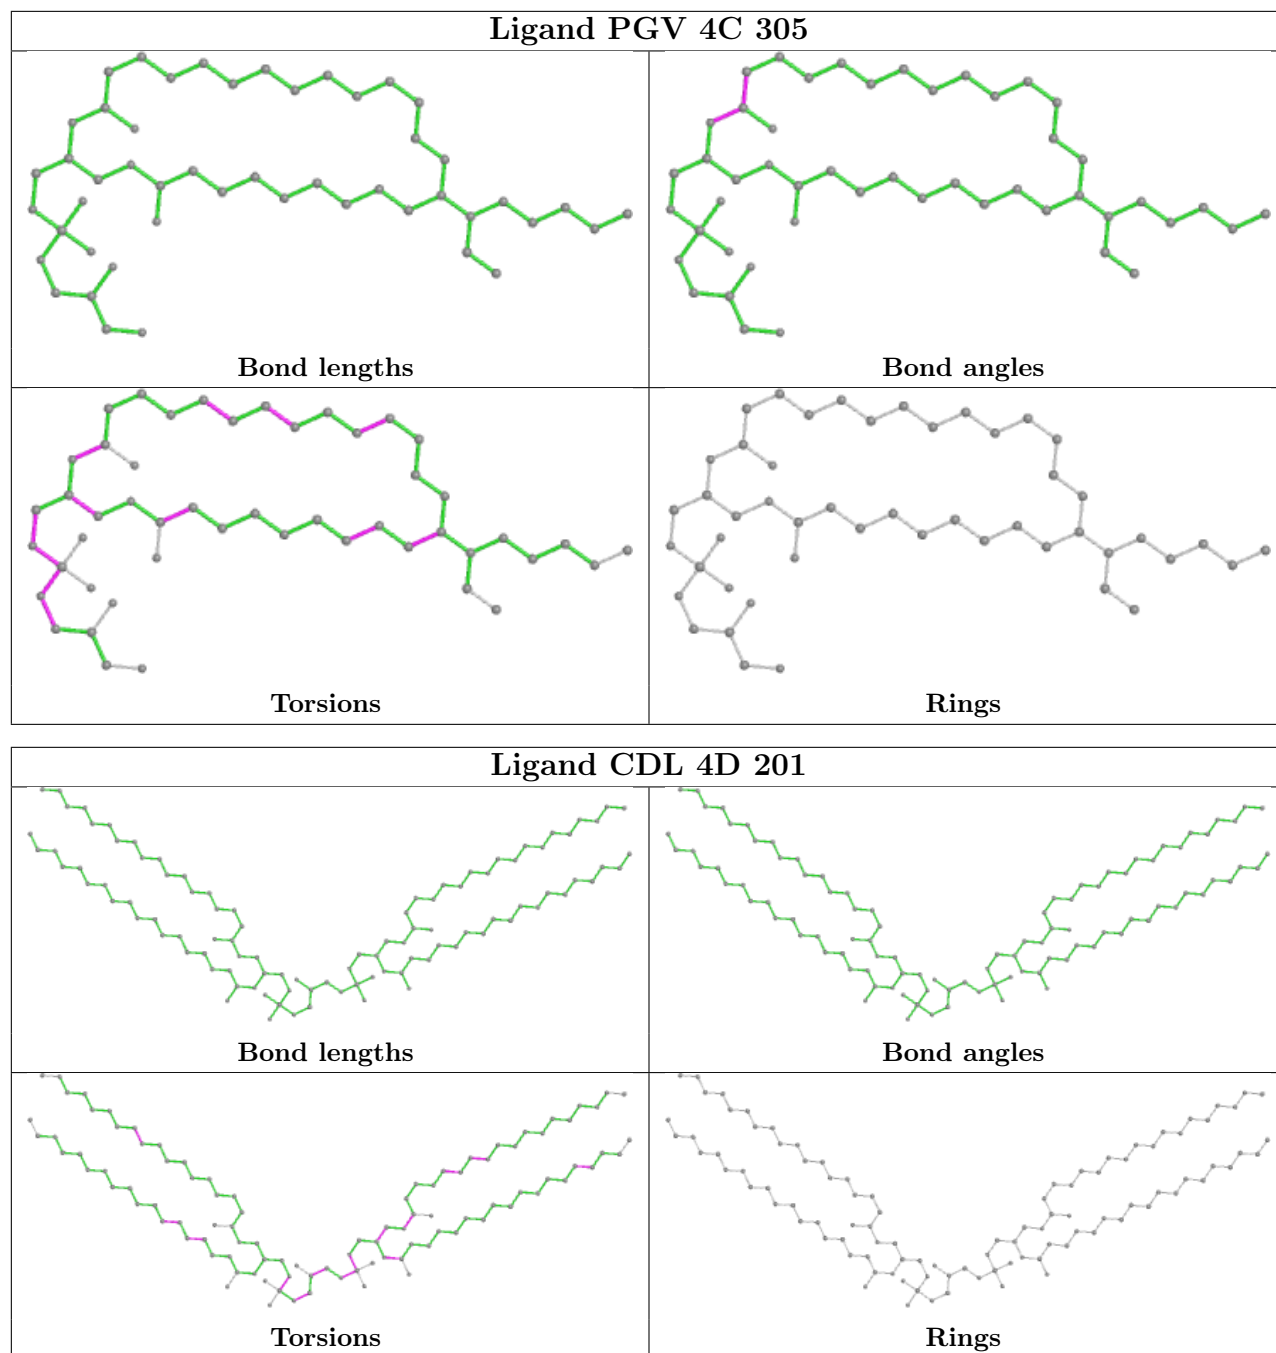 Ligand PGV 4C 305
Bond lengths
Bond angles
Torsions
Rings
Ligand CDL 4D 201
Bond lengths
Bond angles
Torsions
Rings